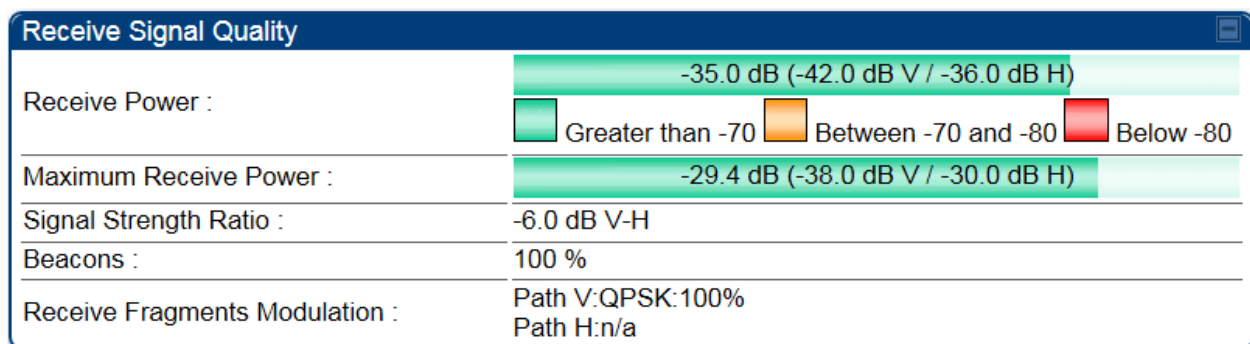 Receive Signal Quality
Receive Power :
-35.0 dB (-42.0 dB V / -36.0 dB H)
Greater than -70 Between -70 and -80 Below -80
Maximum Receive Power :
-29.4 dB (-38.0 dB V / -30.0 dB H)
Signal Strength Ratio :
-6.0 dB V-H
Beacons :
100 %
Receive Fragments Modulation :
Path V:QPSK:100%
Path H:n/a